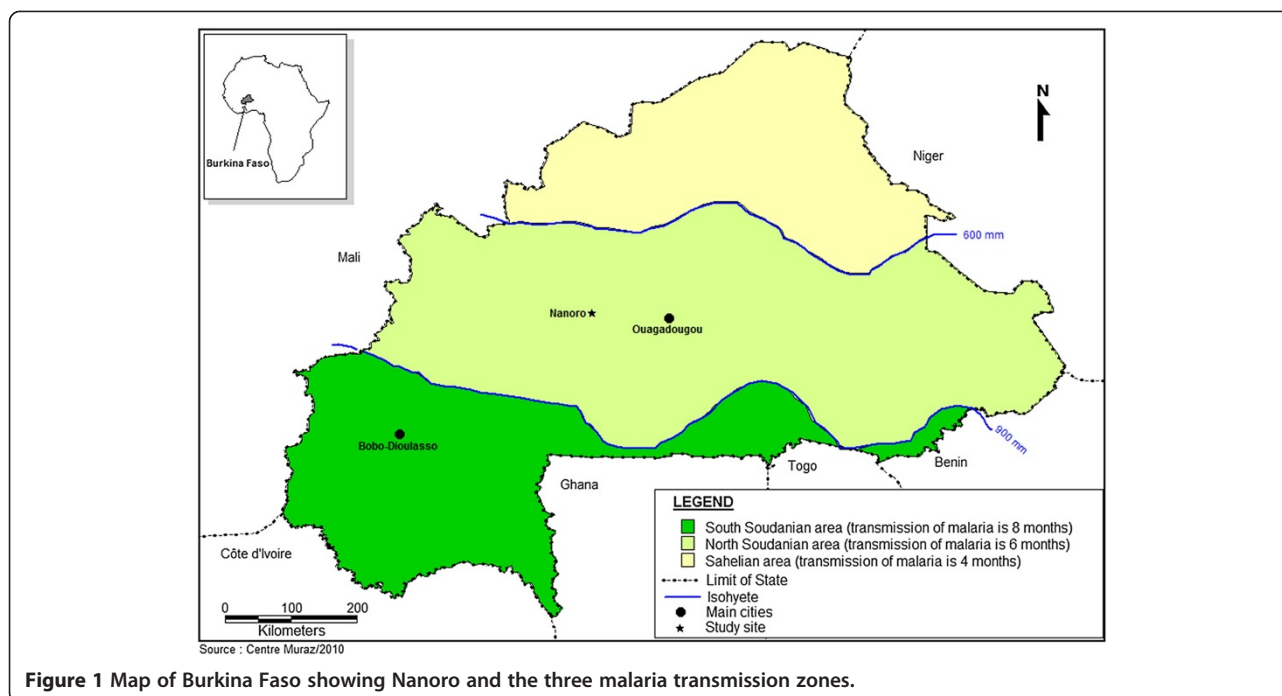 Burkina Faso
N
Niger
600 mm
Mali
Nanoro
Ouagadougou
Bobo-Dioulasso
900 mm
Benin
Togo
Ghana
Côte d'Ivoire
LEGEND
South Soudanian area (transmission of malaria is 8 months)
North Soudanian area (transmission of malaria is 6 months)
Sahelian area (transmission of malaria is 4 months)
Limit of State
Isohyete
Main cities
Study site
0 100 200
Kilometers
Source : Centre Muraz/2010
Figure 1 Map of Burkina Faso showing Nanoro and the three malaria transmission zones.